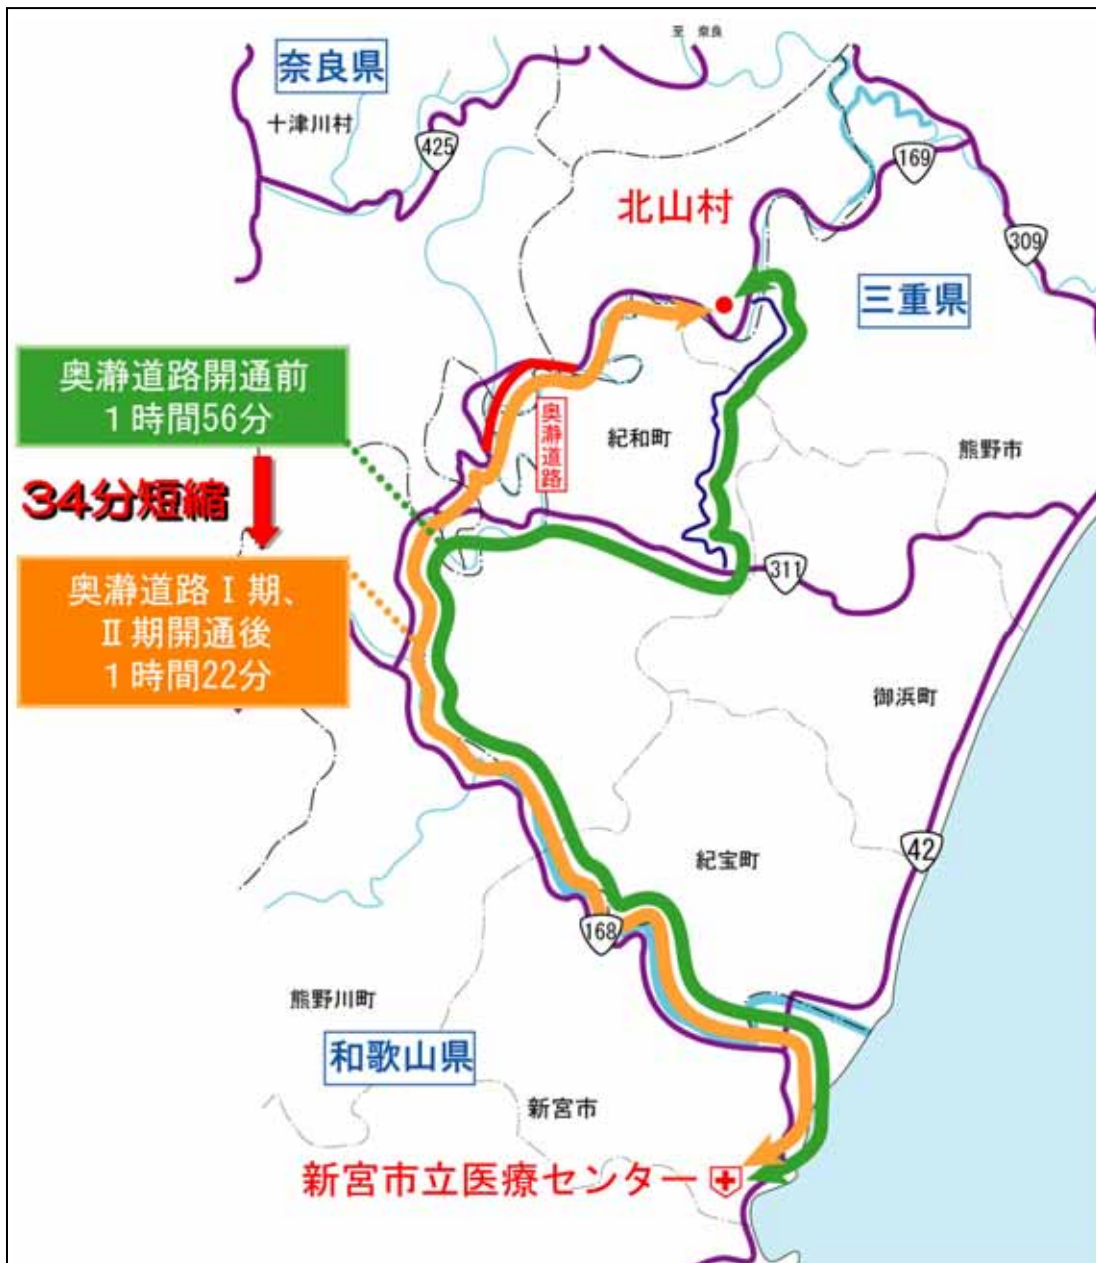 至 奈良
奈良県
十津川村
425
169
北山村
309
三重県
奥瀞道路開通前
1時間56分
奥瀞道路
紀和町
熊野市
34分短縮
311
奥瀞道路Ⅰ期、
Ⅱ期開通後
1時間22分
御浜町
42
紀宝町
168
熊野川町
和歌山県
新宮市
新宮市立医療センター